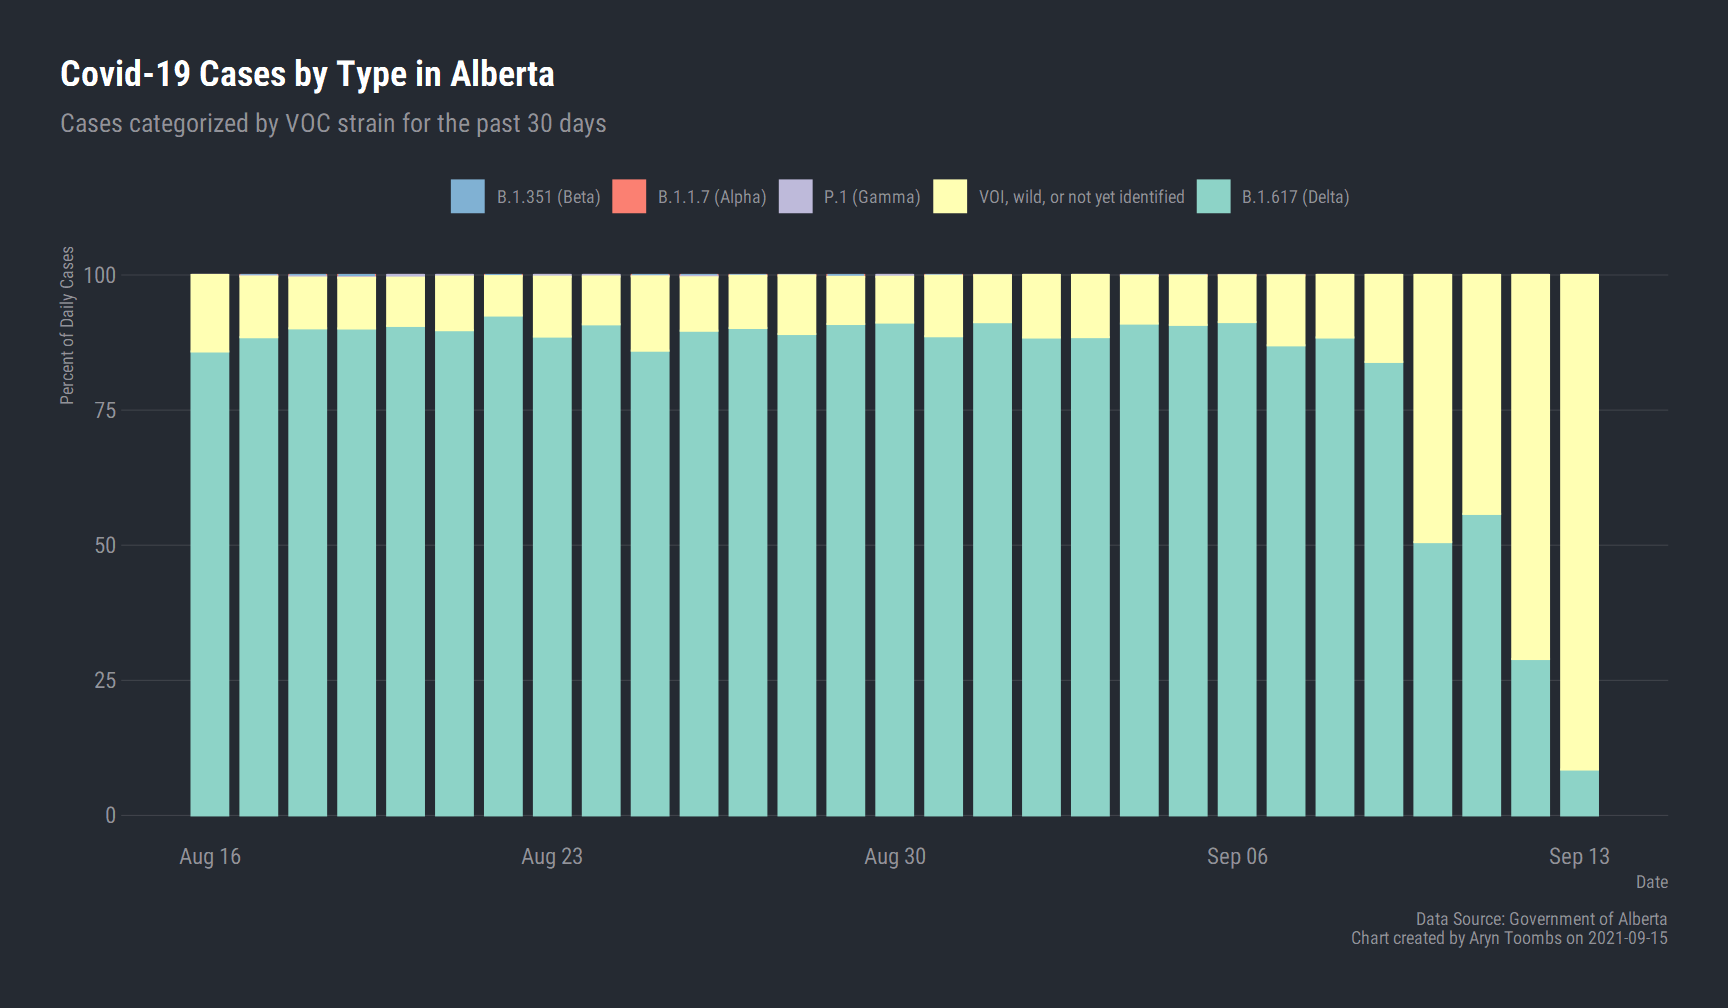 Covid-19 Cases by Type in Alberta
Cases categorized by VOC strain for the past 30 days
B.1.351 (Beta) B.1.1.7 (Alpha) P.1 (Gamma) VOI, wild, or not yet identified B.1.617 (Delta)
Percent of Daily Cases
100
75
50
25
0
Aug 16 Aug 23 Aug 30 Sep 06 Sep 13
Date
Data Source: Government of Alberta
Chart created by Aryn Toombs on 2021-09-15